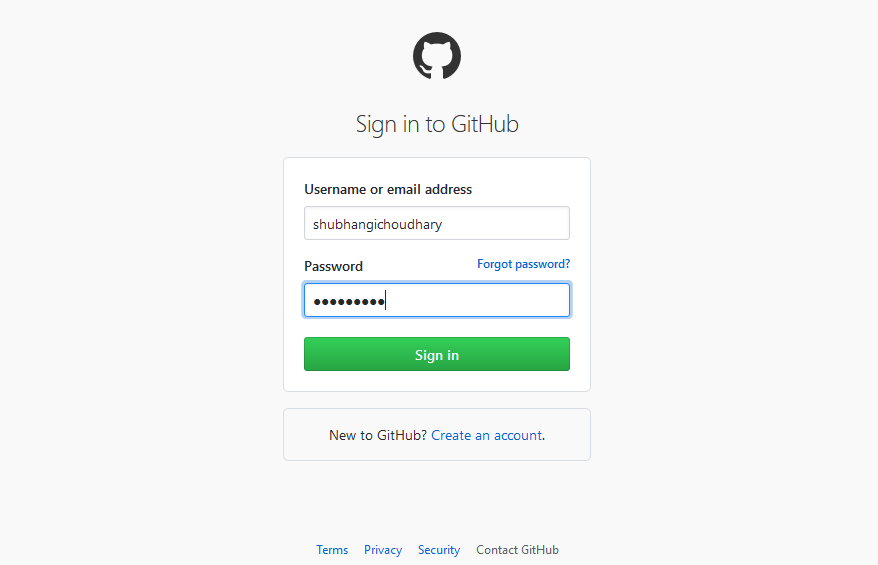 Sign in to GitHub
Username or email address
shubhangichoudhary
Password Forgot password?
●●●●●●●●●
Sign in
New to GitHub? Create an account.
Terms Privacy Security Contact GitHub